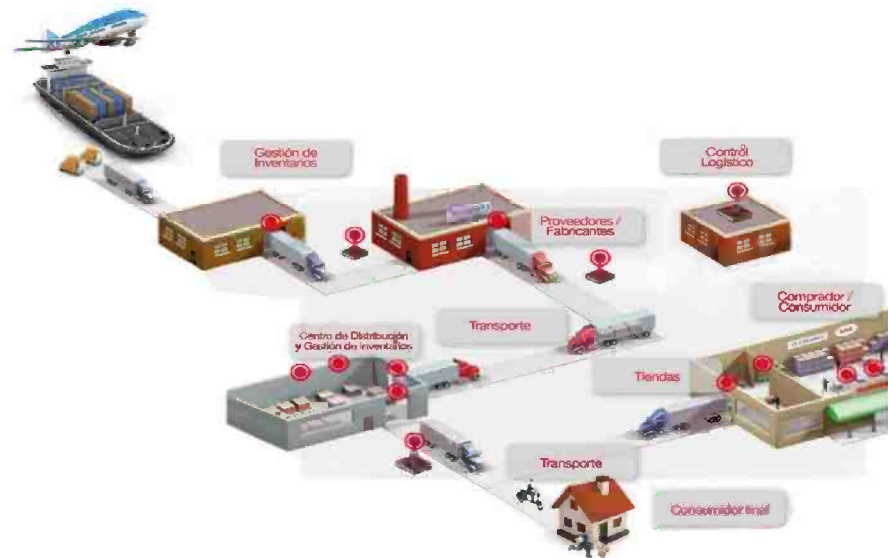 Gestión de
Inventarios
Control
Logístico
Proveedores /
Fabricantes
Comprador /
Consumidor
Transporte
Centro de Distribución
y Gestión de inventarios
Tiendas
Transporte
Consumidor final